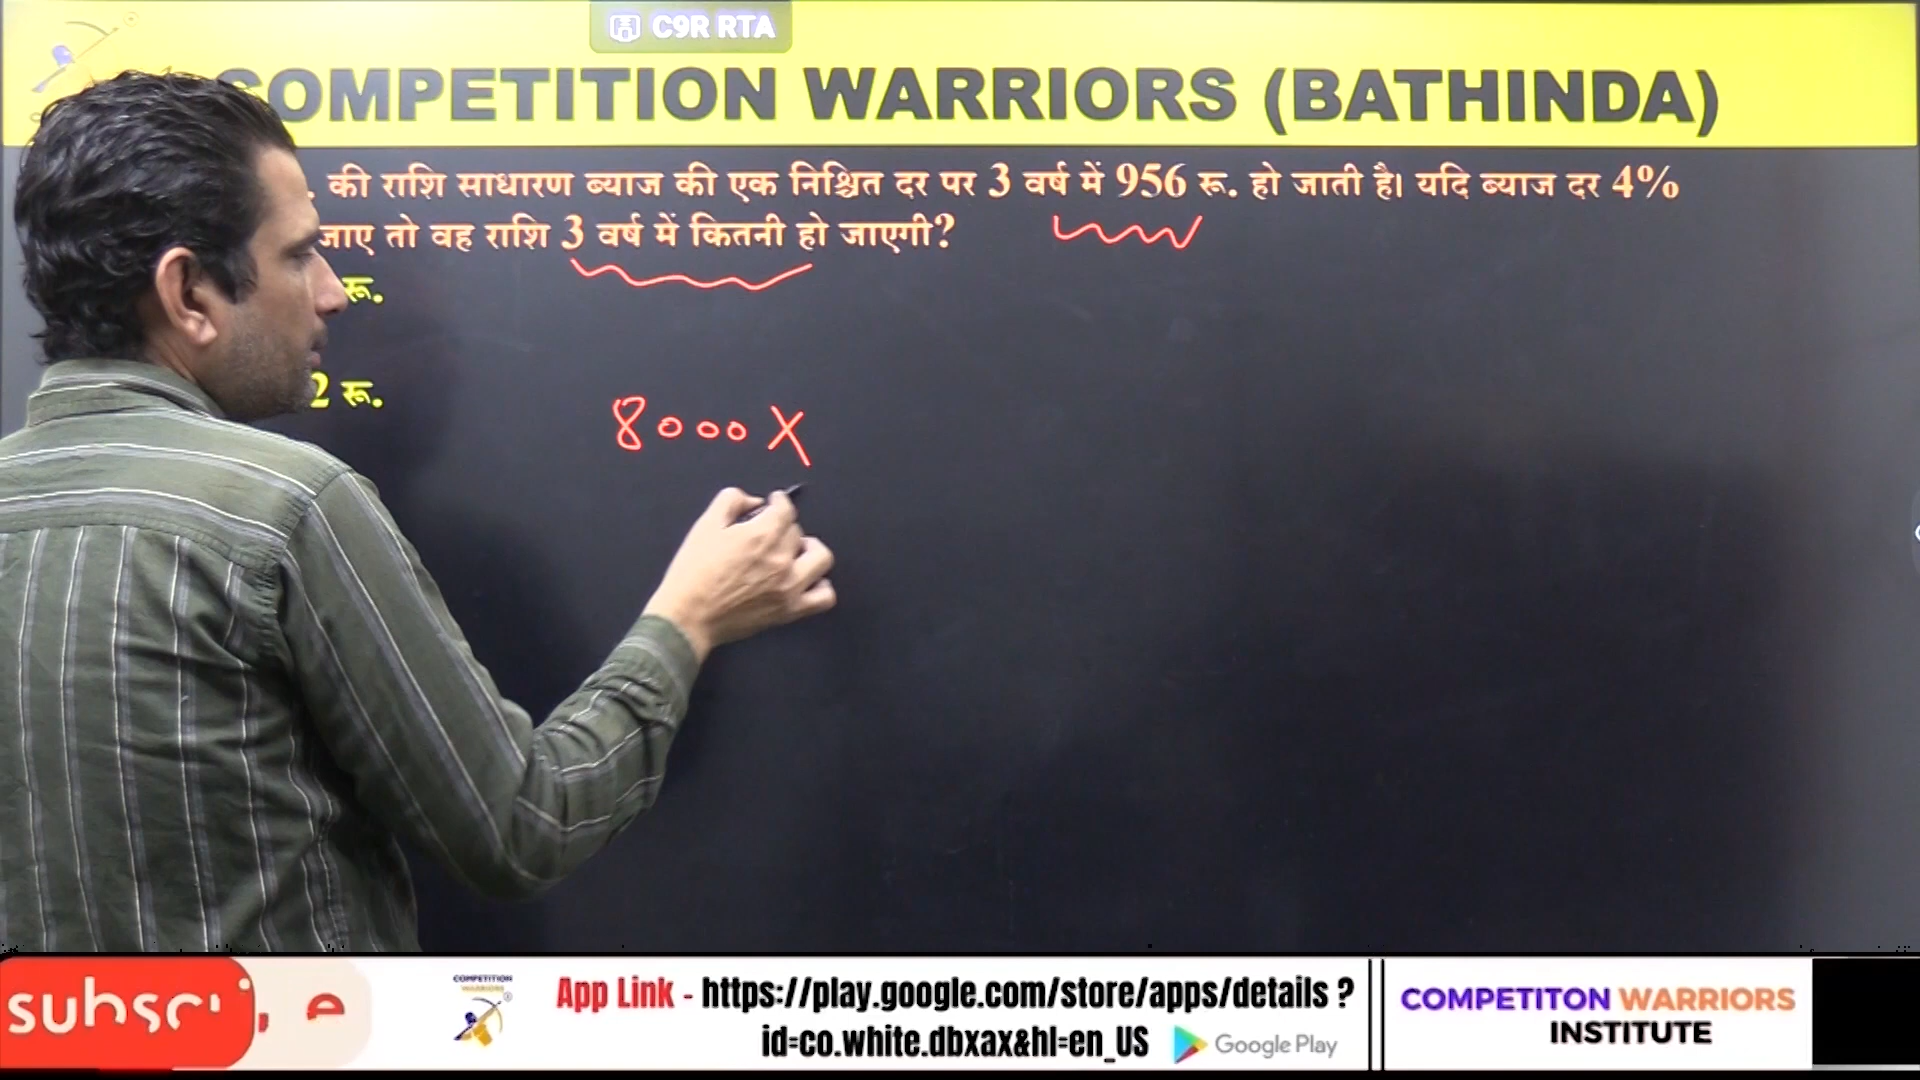 C9R RTA
COMPETITION WARRIORS (BATHINDA)
. की राशि साधारण ब्याज की एक निश्चित दर पर 3 वर्ष में 956 रू. हो जाती है। यदि ब्याज दर 4%
जाए तो वह राशि 3 वर्ष में कितनी हो जाएगी?
रू.
2 रू.
8000 X
COMPETITION
WARRIORS
App Link - https://play.google.com/store/apps/details ?
id=co.white.dbxax&hl=en_US
Google Play
COMPETITON WARRIORS
INSTITUTE